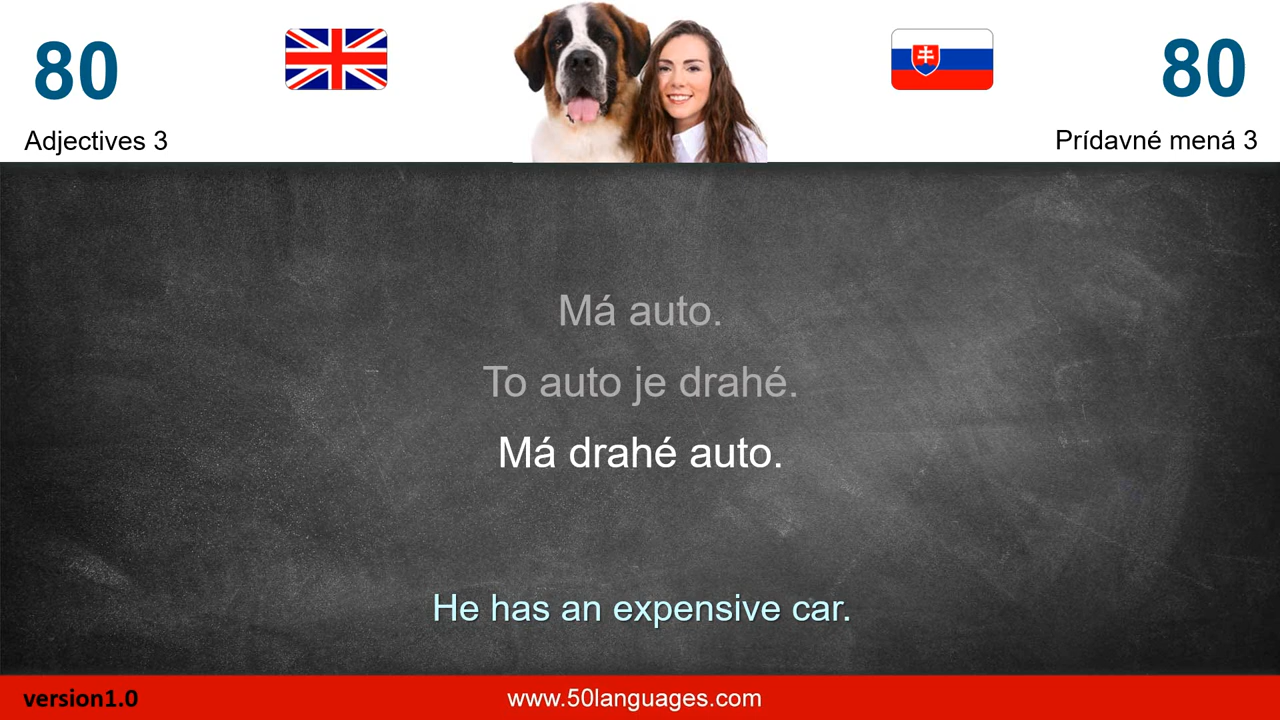 80
80
Adjectives 3
Prídavné mená 3
Má auto.
To auto je drahé.
Má drahé auto.
He has an expensive car.
version1.0
www.50languages.com